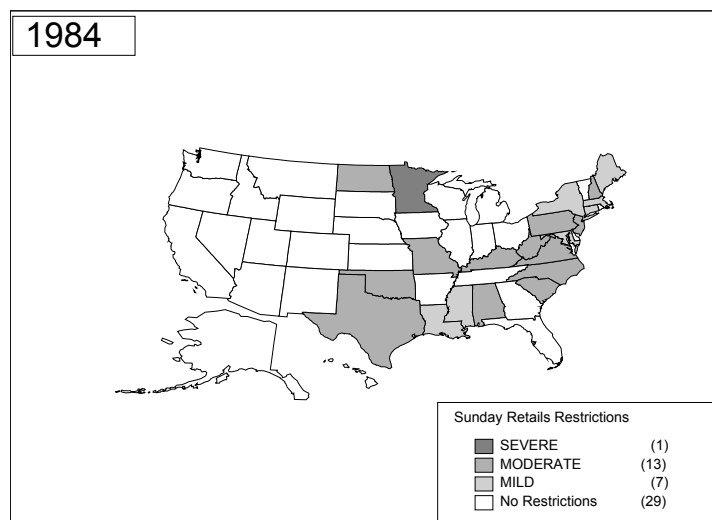 1984
Sunday Retails Restrictions
SEVERE (1)
MODERATE (13)
MILD (7)
No Restrictions (29)